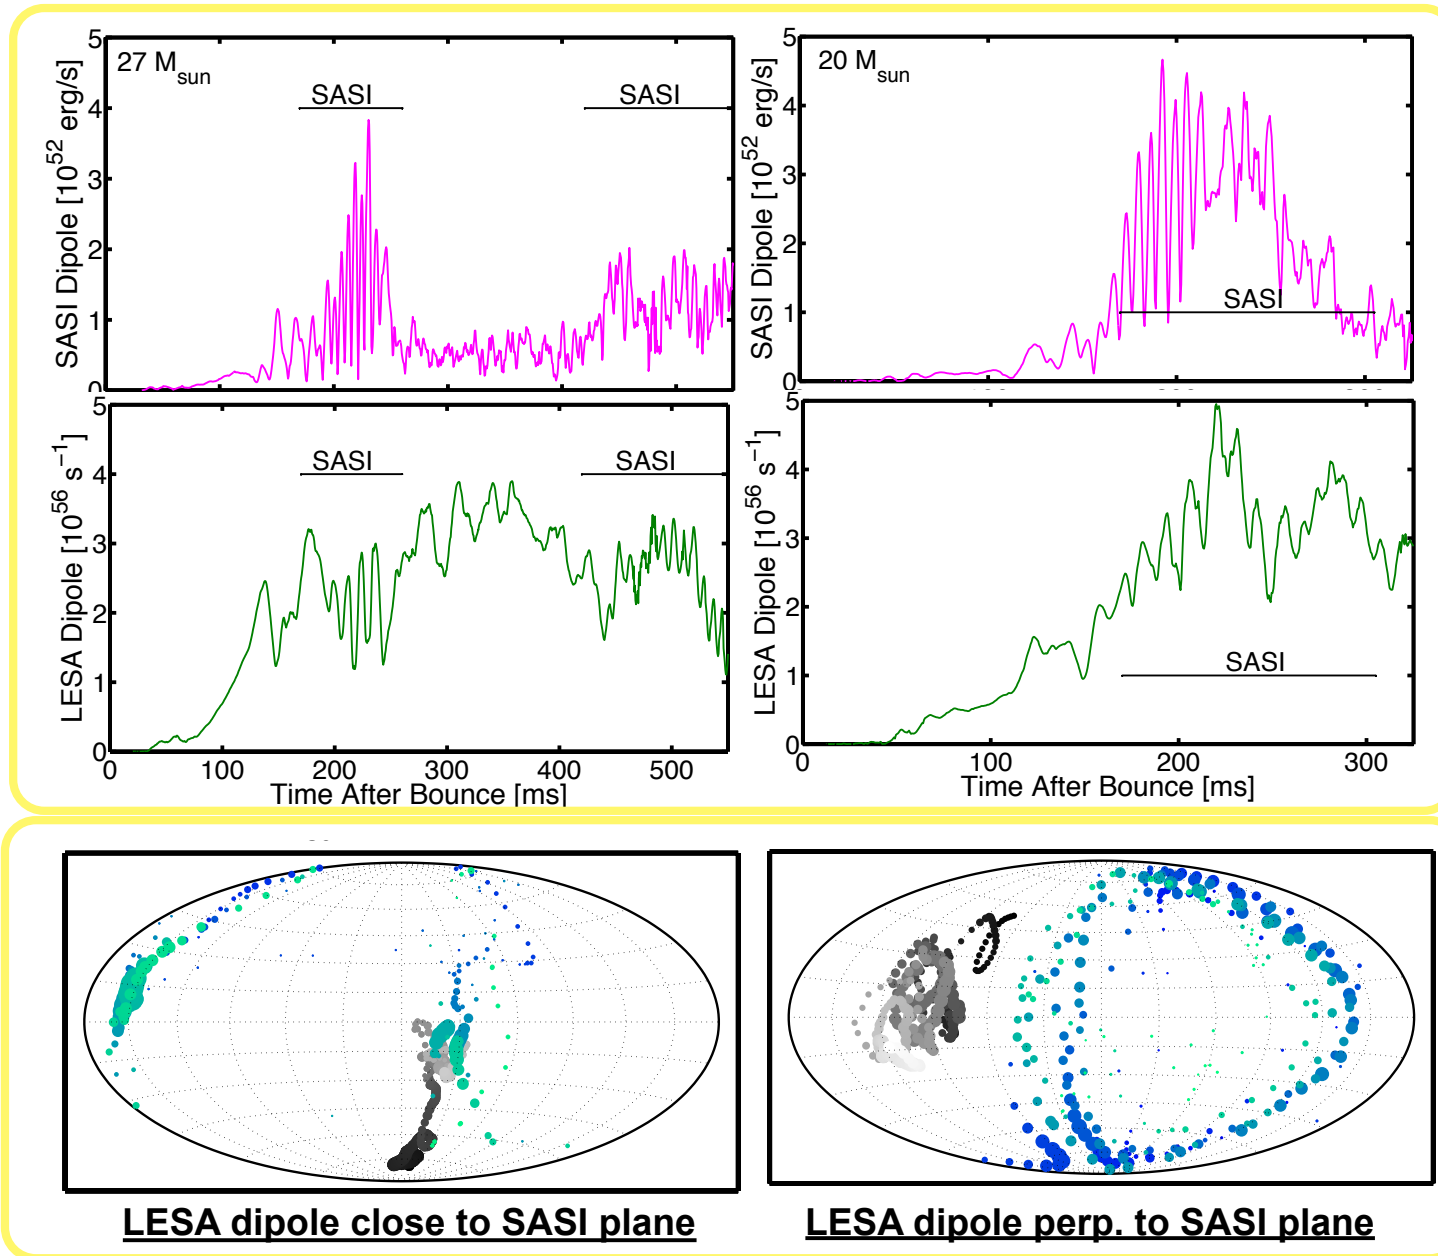 27 M_sun
SASI
SASI
SASI Dipole [10^52 erg/s]
5
4
3
2
1
0
20 M_sun
SASI
SASI Dipole [10^52 erg/s]
5
4
3
2
1
0
SASI
SASI
LESA Dipole [10^56 s^−1]
5
4
3
2
1
0
0 100 200 300 400 500
Time After Bounce [ms]
SASI
LESA Dipole [10^56 s^−1]
5
4
3
2
1
0
100 200 300
Time After Bounce [ms]
LESA dipole close to SASI plane
LESA dipole perp. to SASI plane